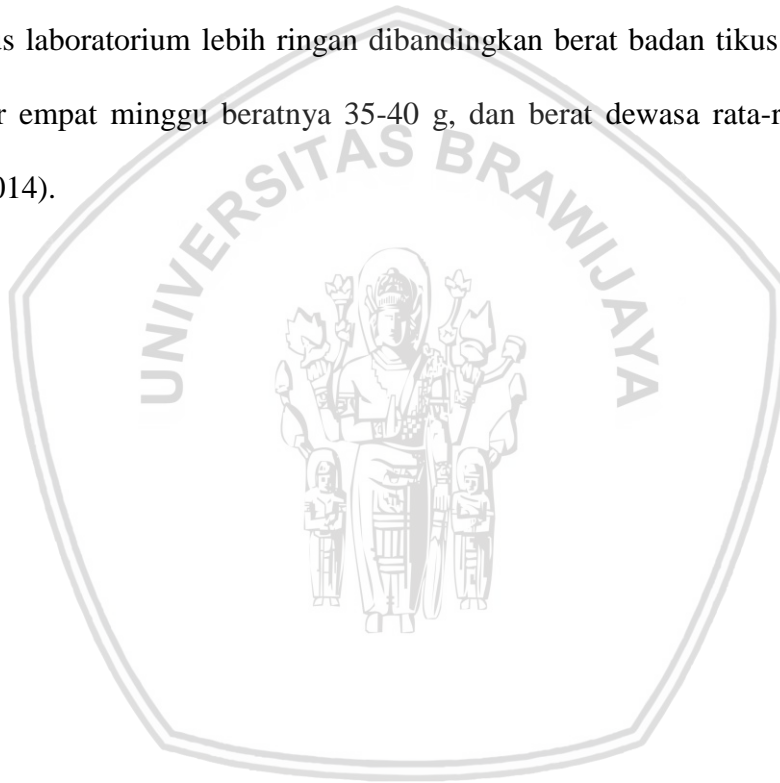 us laboratorium lebih ringan dibandingkan berat badan tikus
r empat minggu beratnya 35-40 g, dan berat dewasa rata-r
014).
UNIVERSITAS BRAWIJAYA